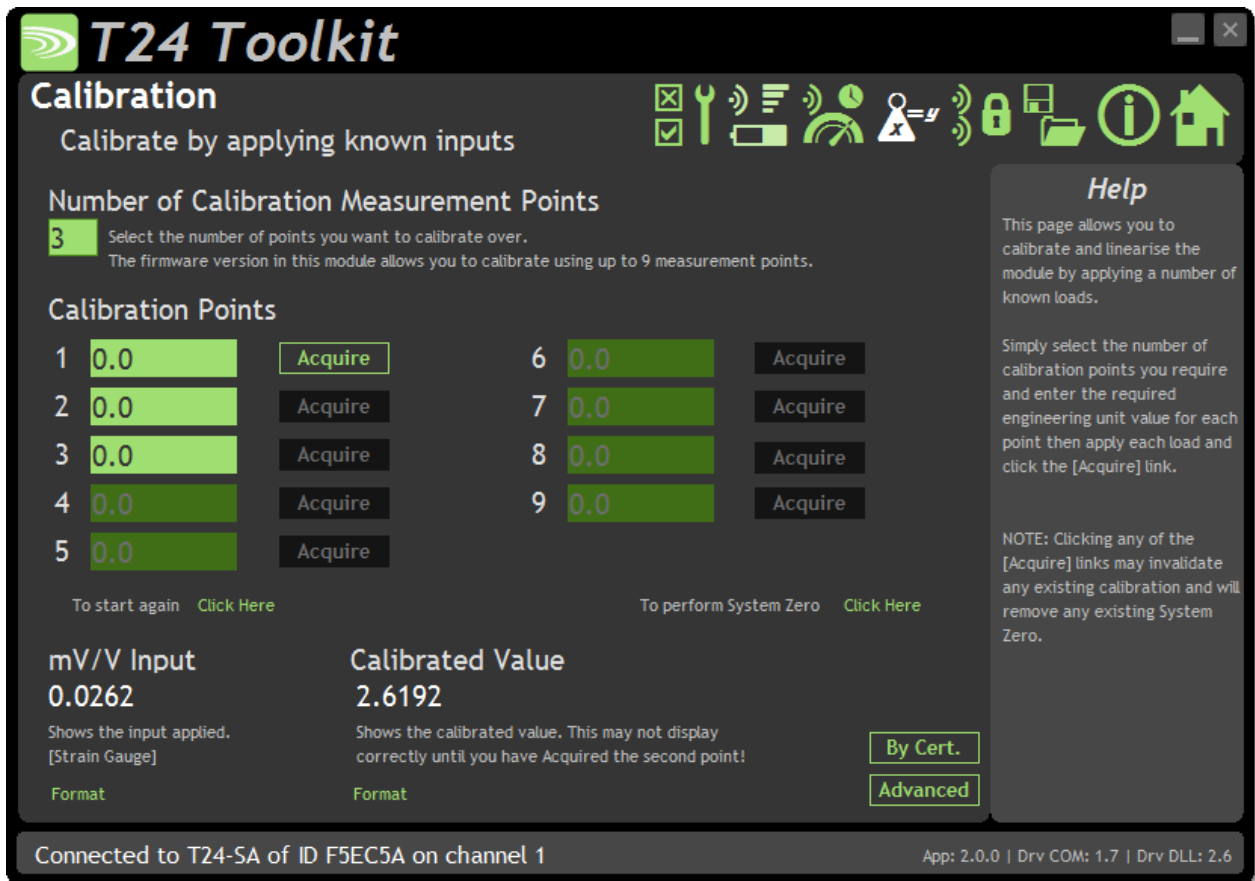 T24 Toolkit
Calibration
Calibrate by applying known inputs
x=y
Number of Calibration Measurement Points
3
Select the number of points you want to calibrate over.
The firmware version in this module allows you to calibrate using up to 9 measurement points.
Calibration Points
1 0.0 Acquire
2 0.0 Acquire
3 0.0 Acquire
4 0.0 Acquire
5 0.0 Acquire
6 0.0 Acquire
7 0.0 Acquire
8 0.0 Acquire
9 0.0 Acquire
To start again Click Here
To perform System Zero Click Here
mV/V Input
0.0262
Shows the input applied.
[Strain Gauge]
Format
Calibrated Value
2.6192
Shows the calibrated value. This may not display
correctly until you have Acquired the second point!
Format
By Cert.
Advanced
Help
This page allows you to
calibrate and linearise the
module by applying a number of
known loads.
Simply select the number of
calibration points you require
and enter the required
engineering unit value for each
point then apply each load and
click the [Acquire] link.
NOTE: Clicking any of the
[Acquire] links may invalidate
any existing calibration and will
remove any existing System
Zero.
Connected to T24-SA of ID F5EC5A on channel 1
App: 2.0.0 | Drv COM: 1.7 | Drv DLL: 2.6